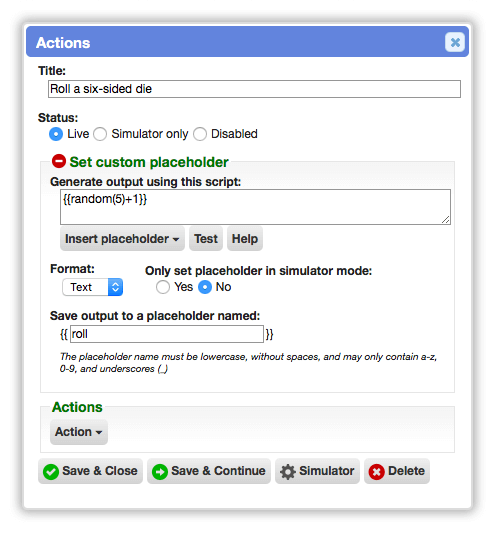 Actions
Title:
Roll a six-sided die
Status:
Live Simulator only Disabled
Set custom placeholder
Generate output using this script:
{{random(5)+1}}
Insert placeholder Test Help
Format: Only set placeholder in simulator mode:
Text Yes No
Save output to a placeholder named:
{{ roll }}
The placeholder name must be lowercase, without spaces, and may only contain a-z,
0-9, and underscores (_)
Actions
Action
Save & Close Save & Continue Simulator Delete